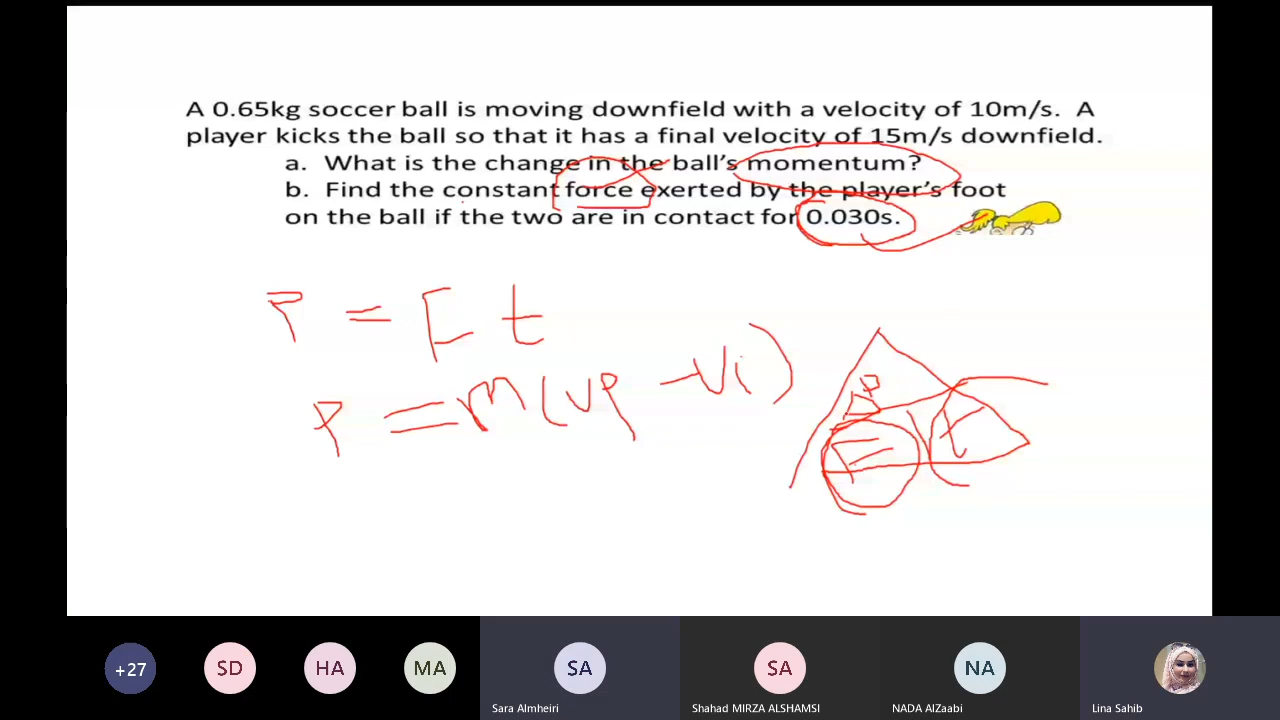 A 0.65kg soccer ball is moving downfield with a velocity of 10m/s. A
player kicks the ball so that it has a final velocity of 15m/s downfield.
a. What is the change in the ball's momentum?
b. Find the constant force exerted by the player's foot
on the ball if the two are in contact for 0.030s.
P = F t
P = m(vf - vi)
Δ P
F t
+27 SD HA MA SA SA NA
Sara Almheiri Shahad MIRZA ALSHAMSI NADA AlZaabi Lina Sahib